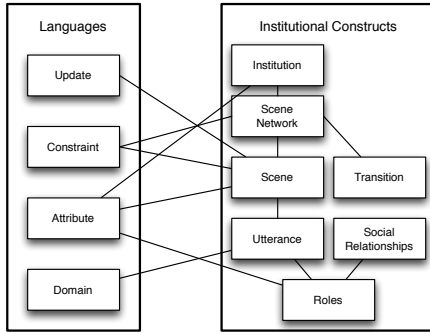 Languages
Update
Constraint
Attribute
Domain
Institutional Constructs
Institution
Scene
Network
Scene
Transition
Utterance
Social
Relationships
Roles